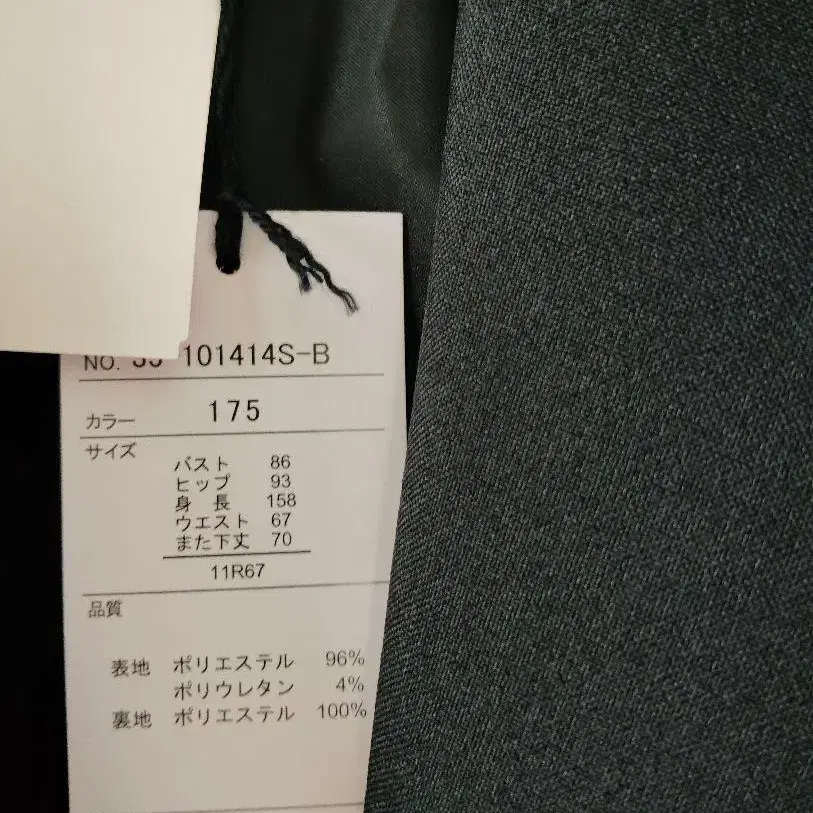 NO. 101414S-B
カラー 175
サイズ
バスト 86
ヒップ 93
身 長 158
ウエスト 67
また下丈 70
11R67
品質
表地 ポリエステル 96%
ポリウレタン 4%
裏地 ポリエステル 100%